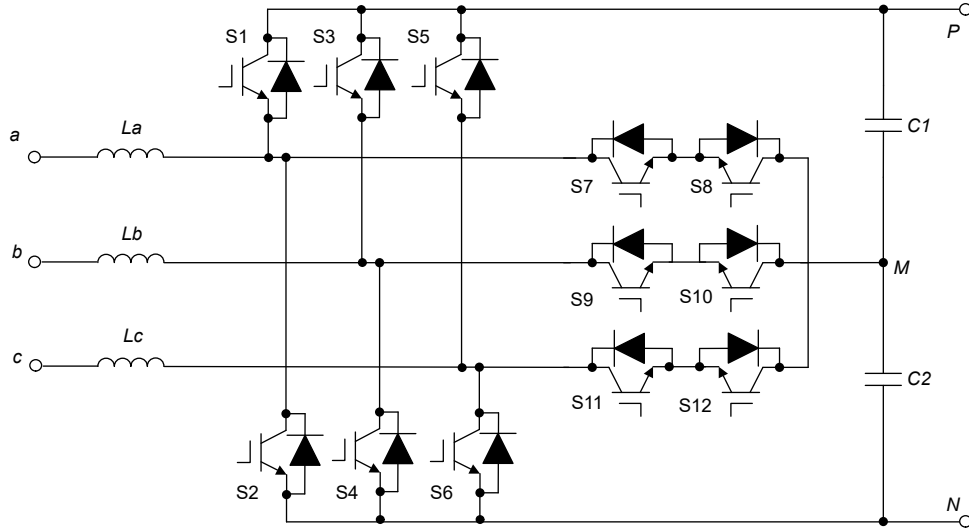 S1 S3 S5 P
a La C1
S7 S8
b Lb M
S9 S10
c Lc
C2
S11 S12
S2 S4 S6 N